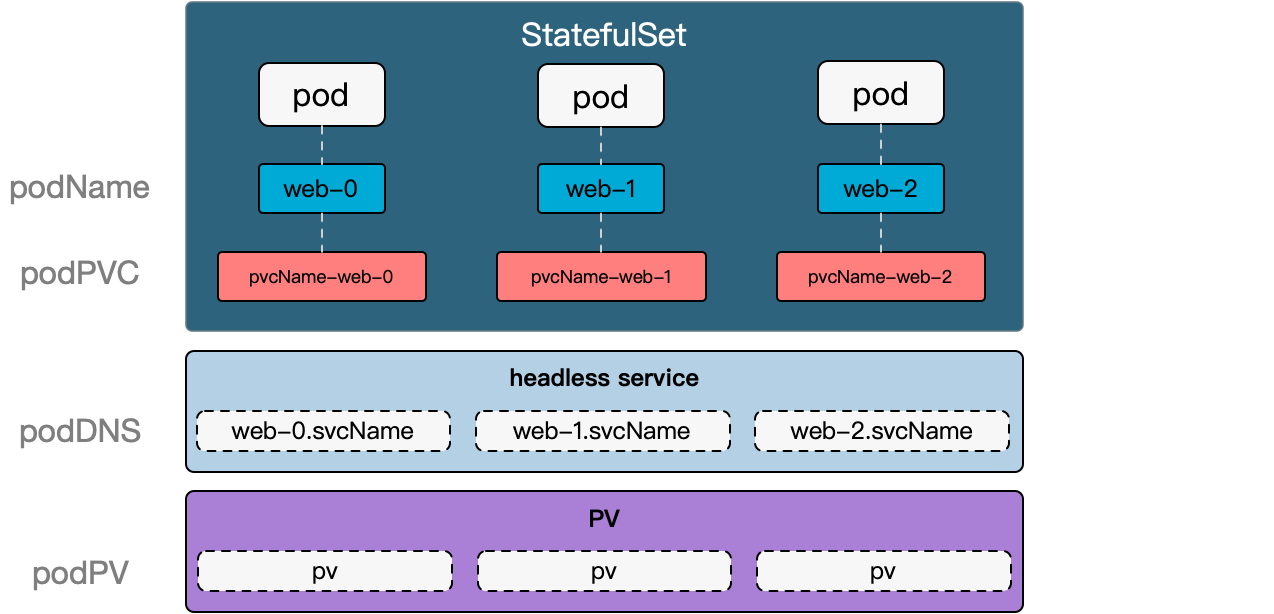 StatefulSet
pod pod pod
podName web-0 web-1 web-2
podPVC pvcName-web-0 pvcName-web-1 pvcName-web-2
headless service
podDNS web-0.svcName web-1.svcName web-2.svcName
PV
podPV pv pv pv